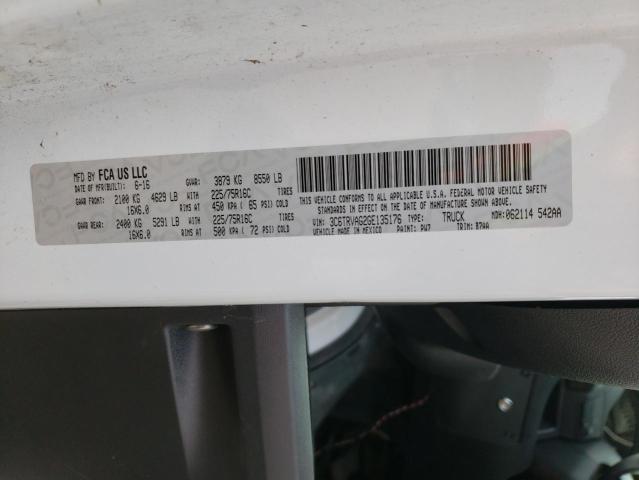 MFD BY FCA US LLC
DATE OF MFR(BUILT): 6-16 GVWR: 3879 KG 8550 LB
GAWR FRONT: 2100 KG 4629 LB 225/75R16C TIRES
16X6.0 RIMS AT 450 KPA ( 65 PSI) COLD
GAWR REAR: 2400 KG 5291 LB 225/75R16C TIRES
16X6.0 RIMS AT 500 KPA ( 72 PSI) COLD
THIS VEHICLE CONFORMS TO ALL APPLICABLE U.S.A. FEDERAL MOTOR VEHICLE SAFETY
STANDARDS IN EFFECT ON THE DATE OF MANUFACTURE SHOWN ABOVE.
VIN: 3C6TRVAG2GE135176 TYPE: TRUCK MDH: 062114 542AA
VEHICLE MADE IN MEXICO PAINT: PW7 TRIM: B7AA